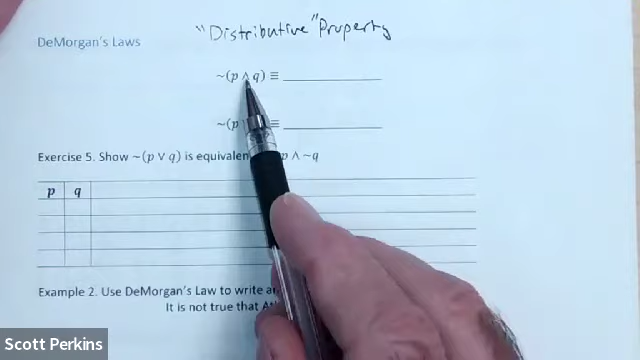 DeMorgan's Laws
"Distributive" Property
~(p ∧ q) ≡
~(p ≡
Exercise 5. Show ~(p ∨ q) is equivalen p ∧ ~q
p q
Example 2. Use DeMorgan's Law to write
It is not true that
Scott Perkins